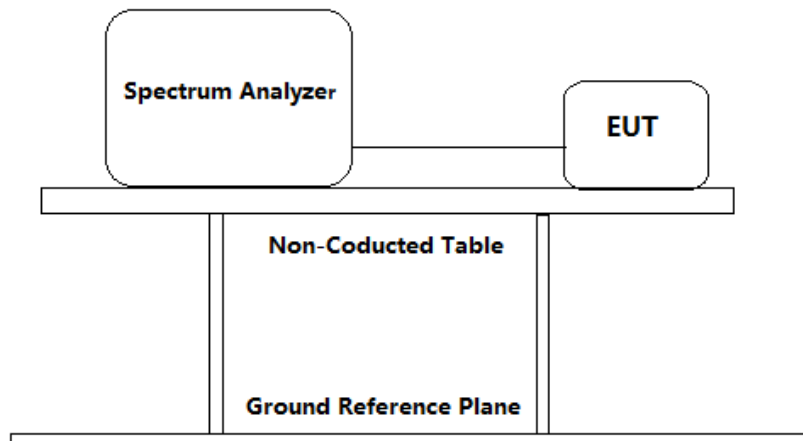 Spectrum Analyzer
EUT
Non-Coducted Table
Ground Reference Plane